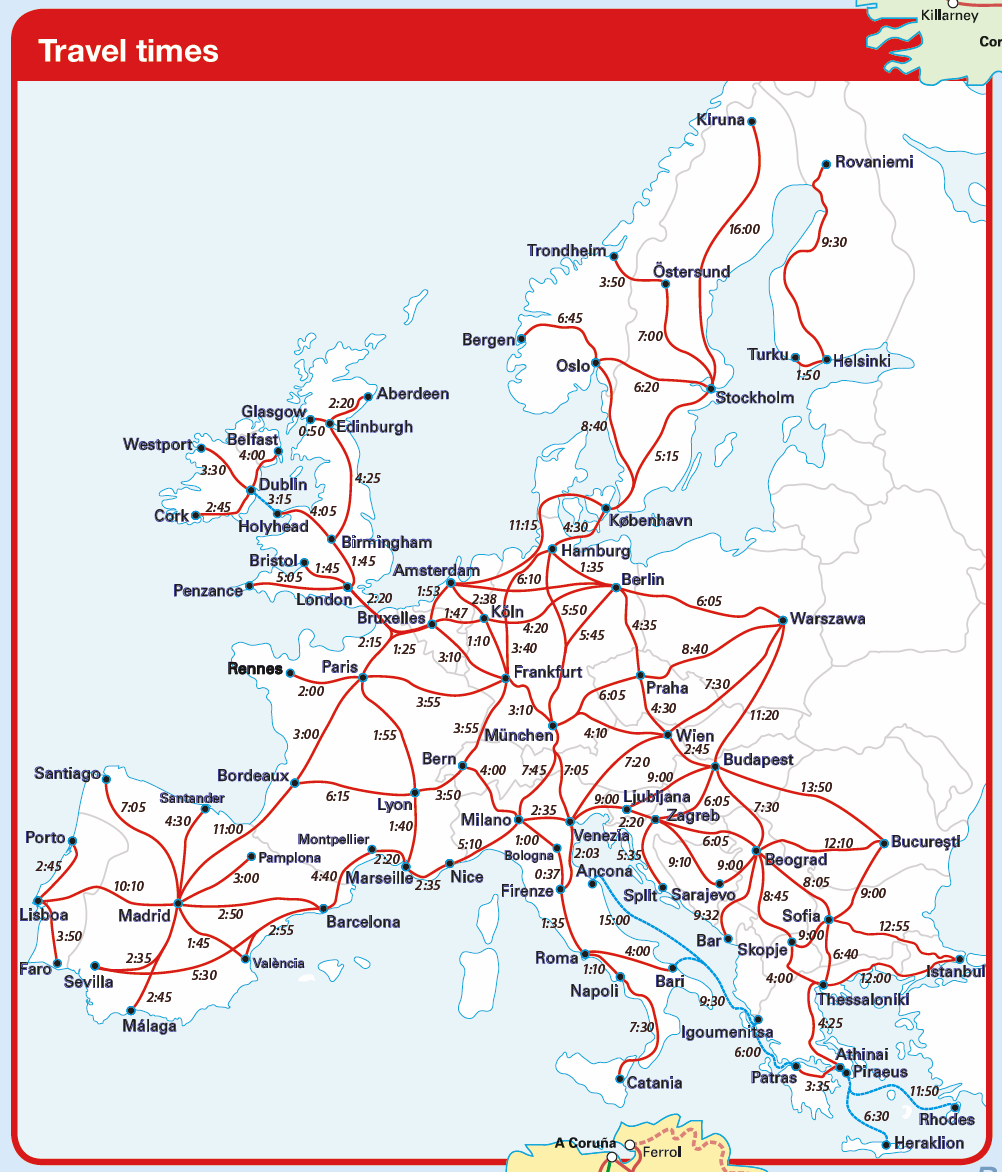 Killarney
Cor
Travel times
Kiruna
Rovaniemi
16:00
9:30
Trondheim
Östersund
3:50
6:45
Bergen
7:00
Turku
Helsinki
1:50
Oslo
6:20
Stockholm
Aberdeen
2:20
Glasgow
0:50
Edinburgh
8:40
Belfast
Westport
4:00
5:15
3:30
4:25
Dublin
3:15
2:45
Cork
4:05
Holyhead
København
11:15
4:30
Birmingham
Hamburg
Bristol
1:45
1:45
Amsterdam
1:35
5:05
6:10
Berlin
Penzance
London
2:20
1:53
2:38
6:05
1:47
Köln
5:50
Bruxelles
4:20
4:35
Warszawa
2:15
1:25
1:10
3:40
5:45
3:10
8:40
Rennes
Paris
Frankfurt
2:00
Praha
7:30
3:55
6:05
3:10
4:30
11:20
3:00
1:55
3:55
München
4:10
Wien
2:45
Bern
7:20
Budapest
Santiago
Bordeaux
4:00
7:45
7:05
9:00
13:50
7:05
Santander
6:15
Lyon
3:50
9:00
Ljubljana
6:05
7:30
4:30
11:00
Milano
2:35
2:20
Zagreb
1:40
Porto
Montpellier
5:10
1:00
Venezia
6:05
12:10
Bucureşti
2:45
Pamplona
2:20
Bologna
2:03
5:35
Beograd
3:00
4:40
Marseille
Nice
0:37
Ancona
9:10
9:00
10:10
2:35
Firenze
Split
Sarajevo
8:05
9:00
8:45
Lisboa
Madrid
2:50
Barcelona
1:35
15:00
9:32
Sofia
2:55
12:55
3:50
1:45
Bar
9:00
Skopje
2:35
Roma
4:00
6:40
Faro
Sevilla
València
5:30
1:10
Bari
4:00
12:00
Istanbul
Napoli
2:45
9:30
Thessaloniki
Málaga
7:30
Igoumenitsa
4:25
6:00
Athinai
Patras
Piraeus
3:35
Catania
11:50
6:30
Rhodes
Heraklion
A Coruña
Ferrol